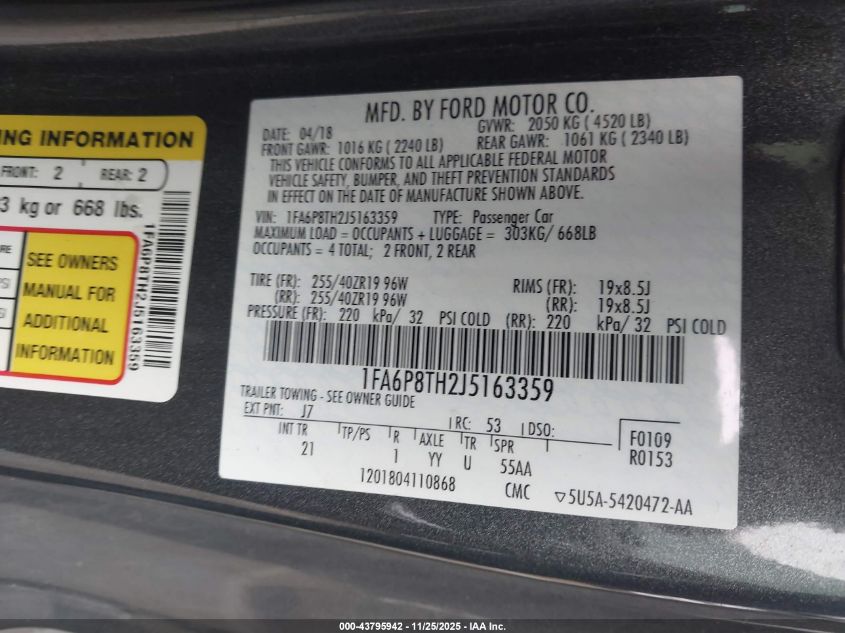 NG INFORMATION
FRONT: 2 REAR: 2
3 kg or 668 lbs.
SEE OWNERS
MANUAL FOR
ADDITIONAL
INFORMATION
1FA6P8TH2J5163359
MFD. BY FORD MOTOR CO.
DATE: 04/18 GVWR: 2050 KG ( 4520 LB)
FRONT GAWR: 1016 KG ( 2240 LB) REAR GAWR: 1061 KG ( 2340 LB)
THIS VEHICLE CONFORMS TO ALL APPLICABLE FEDERAL MOTOR
VEHICLE SAFETY, BUMPER, AND THEFT PREVENTION STANDARDS
IN EFFECT ON THE DATE OF MANUFACTURE SHOWN ABOVE.
VIN: 1FA6P8TH2J5163359 TYPE: Passenger Car
MAXIMUM LOAD = OCCUPANTS + LUGGAGE = 303KG/ 668LB
OCCUPANTS = 4 TOTAL; 2 FRONT, 2 REAR
TIRE (FR): 255/40ZR19 96W RIMS (FR): 19x8.5J
(RR): 255/40ZR19 96W (RR): 19x8.5J
PRESSURE (FR): 220 kPa/ 32 PSI COLD (RR): 220 kPa/ 32 PSI COLD
1FA6P8TH2J5163359
TRAILER TOWING - SEE OWNER GUIDE
EXT PNT: J7 RC: 53 DSO: F0109
INT TR TP/PS R AXLE TR SPR R0153
21 1 YY U 55AA
1201804110868 CMC ▽5U5A-5420472-AA
000-43795942 - 11/25/2025 - IAA Inc.